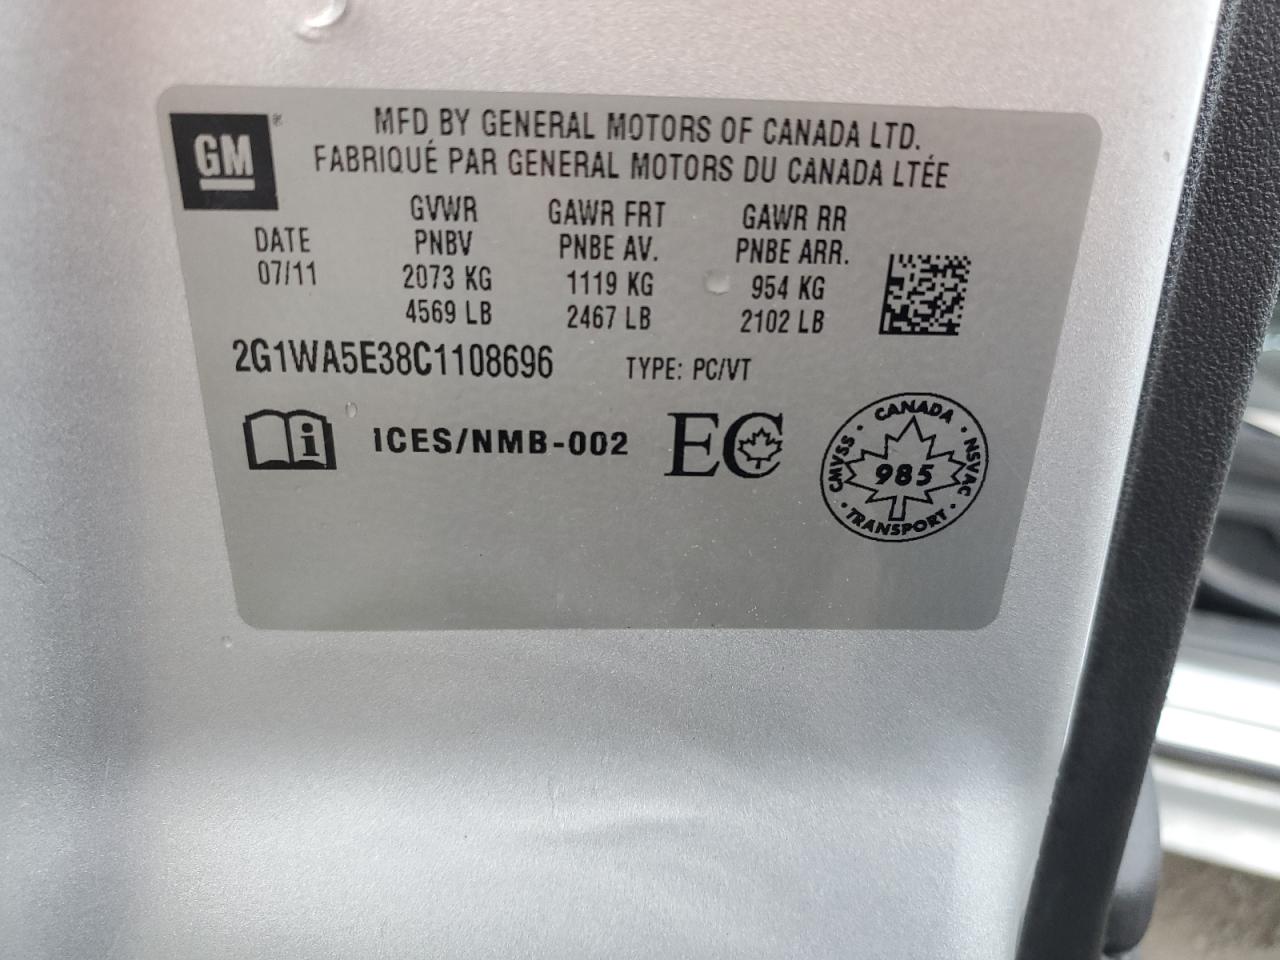 GM
MFD BY GENERAL MOTORS OF CANADA LTD.
FABRIQUÉ PAR GENERAL MOTORS DU CANADA LTÉE
DATE
07/11
GVWR
PNBV
2073 KG
4569 LB
GAWR FRT
PNBE AV.
1119 KG
2467 LB
GAWR RR
PNBE ARR.
954 KG
2102 LB
2G1WA5E38C1108696 TYPE: PC/VT
i ICES/NMB-002 EC
CANADA
CMVSS · NSVAC
985
TRANSPORT